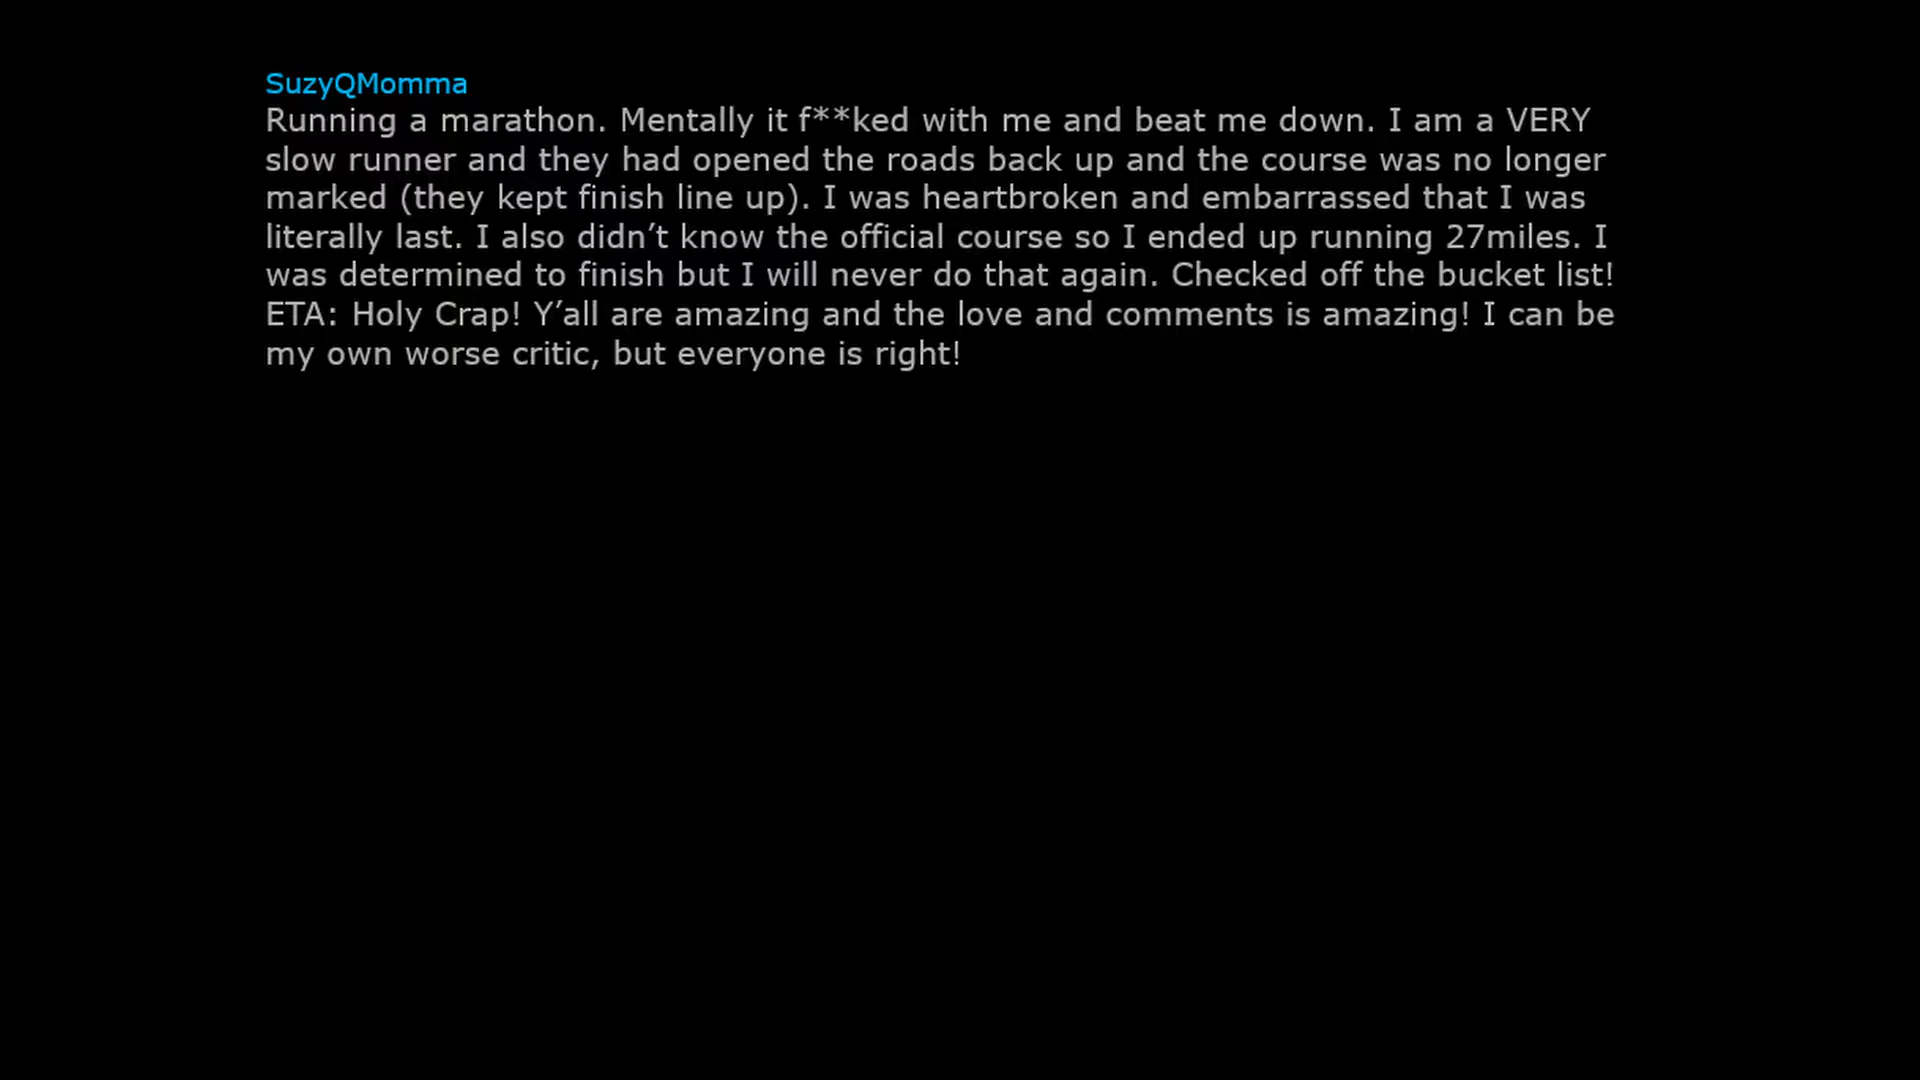 SuzyQMomma
Running a marathon. Mentally it f**ked with me and beat me down. I am a VERY
slow runner and they had opened the roads back up and the course was no longer
marked (they kept finish line up). I was heartbroken and embarrassed that I was
literally last. I also didn’t know the official course so I ended up running 27miles. I
was determined to finish but I will never do that again. Checked off the bucket list!
ETA: Holy Crap! Y’all are amazing and the love and comments is amazing! I can be
my own worse critic, but everyone is right!